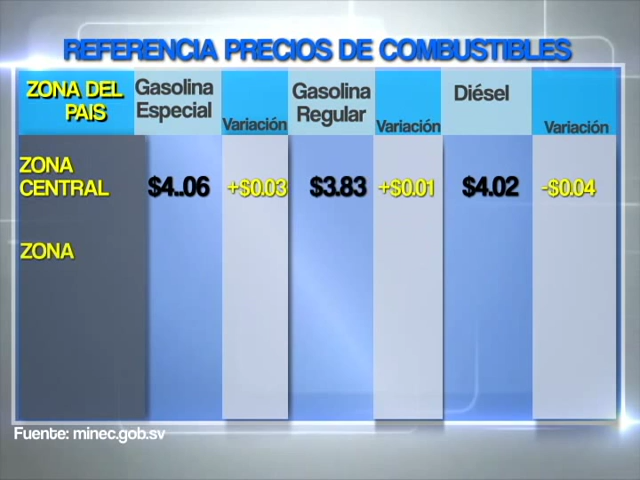 REFERENCIA PRECIOS DE COMBUSTIBLES
ZONA DEL
PAIS
Gasolina
Especial
Variación
Gasolina
Regular
Variación
Diésel
Variación
ZONA
CENTRAL
$4..06
+$0.03
$3.83
+$0.01
$4.02
-$0.04
ZONA
Fuente: minec.gob.sv